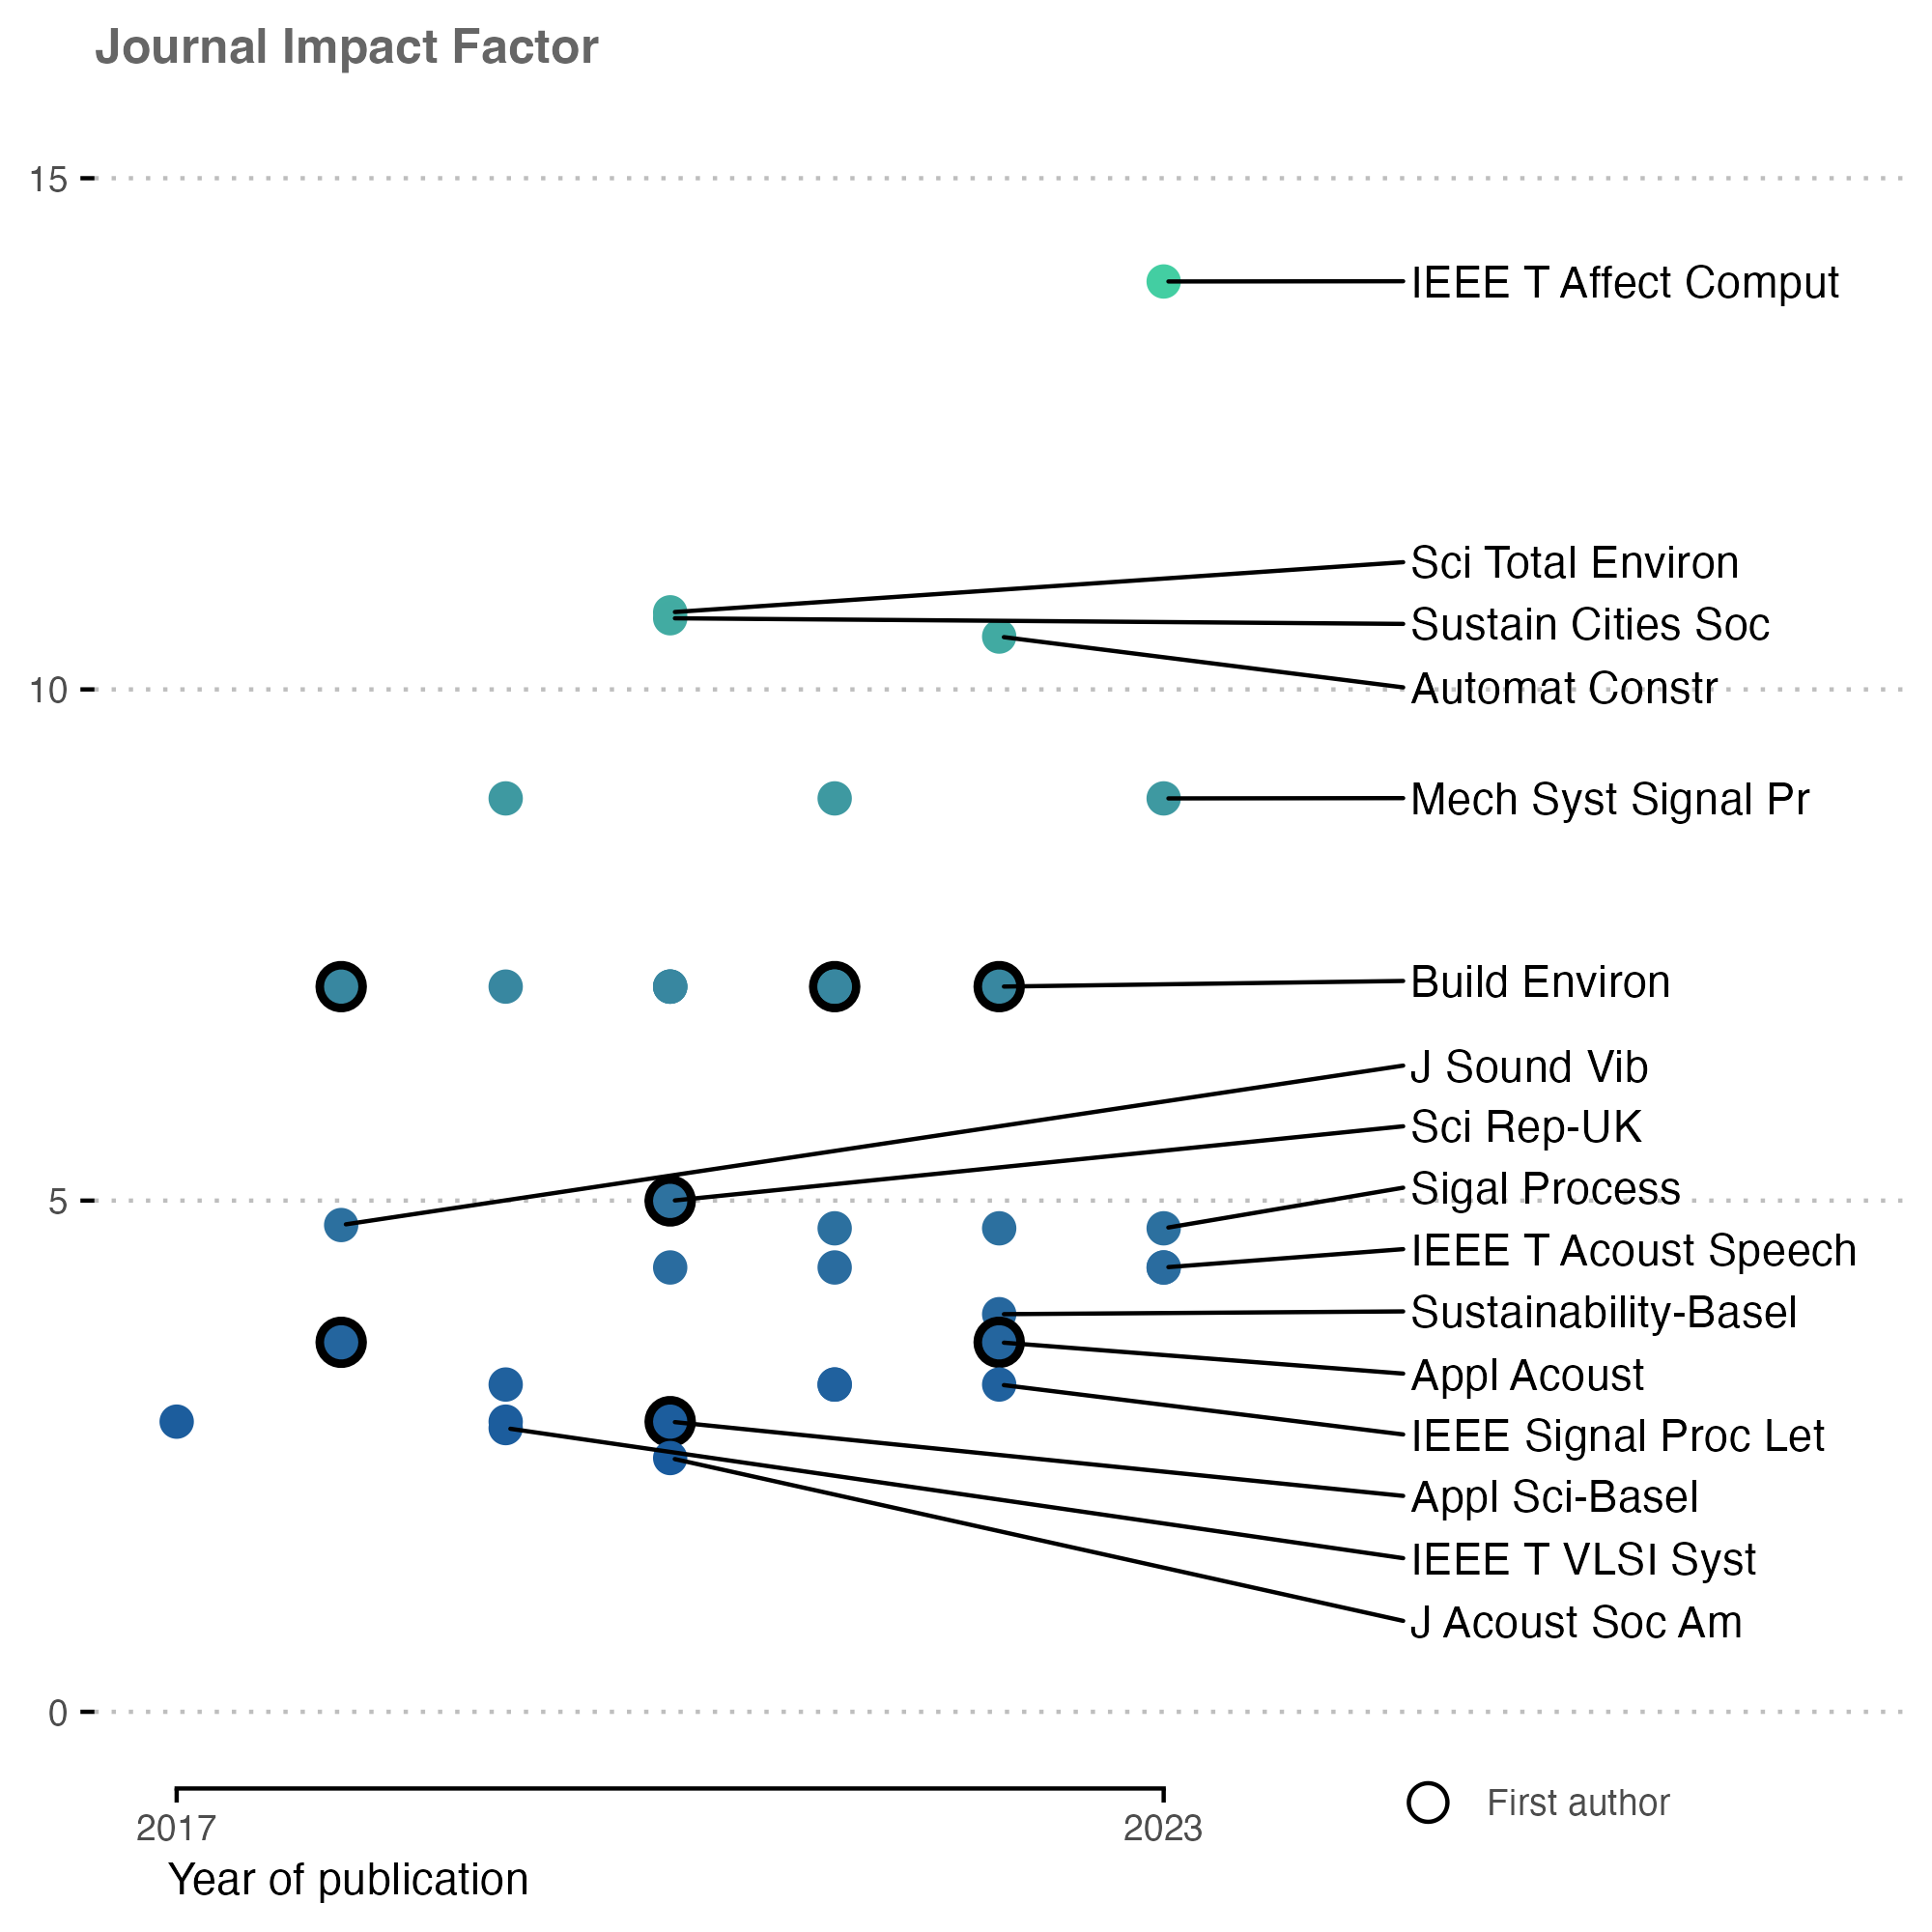 Journal Impact Factor
15
IEEE T Affect Comput
Sci Total Environ
Sustain Cities Soc
10
Automat Constr
Mech Syst Signal Pr
Build Environ
J Sound Vib
Sci Rep-UK
5
Sigal Process
IEEE T Acoust Speech
Sustainability-Basel
Appl Acoust
IEEE Signal Proc Let
Appl Sci-Basel
IEEE T VLSI Syst
J Acoust Soc Am
0
First author
2017
2023
Year of publication